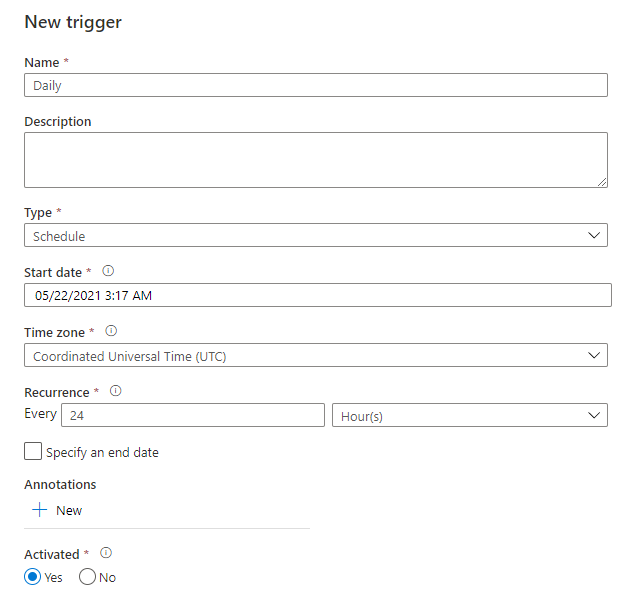 New trigger
Name *
Daily
Description
Type *
Schedule
Start date *
05/22/2021 3:17 AM
Time zone *
Coordinated Universal Time (UTC)
Recurrence *
Every 24 Hour(s)
Specify an end date
Annotations
New
Activated *
Yes No